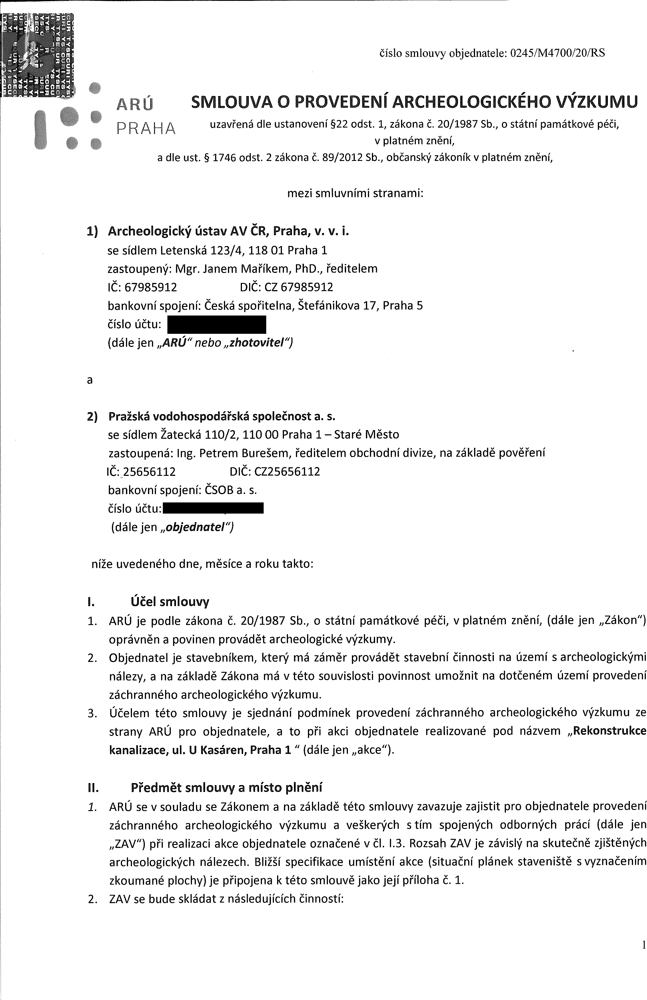 číslo smlouvy objednatele: 0245/M4700/20/RS
ARÚ
PRAHA
SMLOUVA O PROVEDENÍ ARCHEOLOGICKÉHO VÝZKUMU
uzavřená dle ustanovení §22 odst. 1, zákona č. 20/1987 Sb., o státní památkové péči,
v platném znění,
a dle ust. § 1746 odst. 2 zákona č. 89/2012 Sb., občanský zákoník v platném znění,
mezi smluvními stranami:
1) Archeologický ústav AV ČR, Praha, v. v. i.
se sídlem Letenská 123/4, 118 01 Praha 1
zastoupený: Mgr. Janem Maříkem, PhD., ředitelem
IČ: 67985912 DIČ: CZ 67985912
bankovní spojení: Česká spořitelna, Štefánikova 17, Praha 5
číslo účtu:
(dále jen „ARÚ" nebo „zhotovitel")
a
2) Pražská vodohospodářská společnost a. s.
se sídlem Žatecká 110/2, 110 00 Praha 1 – Staré Město
zastoupená: Ing. Petrem Burešem, ředitelem obchodní divize, na základě pověření
IČ: 25656112 DIČ: CZ25656112
bankovní spojení: ČSOB a. s.
číslo účtu:
(dále jen „objednatel")
níže uvedeného dne, měsíce a roku takto:
I. Účel smlouvy
1. ARÚ je podle zákona č. 20/1987 Sb., o státní památkové péči, v platném znění, (dále jen „Zákon")
oprávněn a povinen provádět archeologické výzkumy.
2. Objednatel je stavebníkem, který má záměr provádět stavební činnosti na území s archeologickými
nálezy, a na základě Zákona má v této souvislosti povinnost umožnit na dotčeném území provedení
záchranného archeologického výzkumu.
3. Účelem této smlouvy je sjednání podmínek provedení záchranného archeologického výzkumu ze
strany ARÚ pro objednatele, a to při akci objednatele realizované pod názvem „Rekonstrukce
kanalizace, ul. U Kasáren, Praha 1 " (dále jen „akce").
II. Předmět smlouvy a místo plnění
1. ARÚ se v souladu se Zákonem a na základě této smlouvy zavazuje zajistit pro objednatele provedení
záchranného archeologického výzkumu a veškerých s tím spojených odborných prácí (dále jen
„ZAV") při realizaci akce objednatele označené v čl. I.3. Rozsah ZAV je závislý na skutečně zjištěných
archeologických nálezech. Bližší specifikace umístění akce (situační plánek staveniště s vyznačením
zkoumané plochy) je připojena k této smlouvě jako její příloha č. 1.
2. ZAV se bude skládat z následujících činností:
1